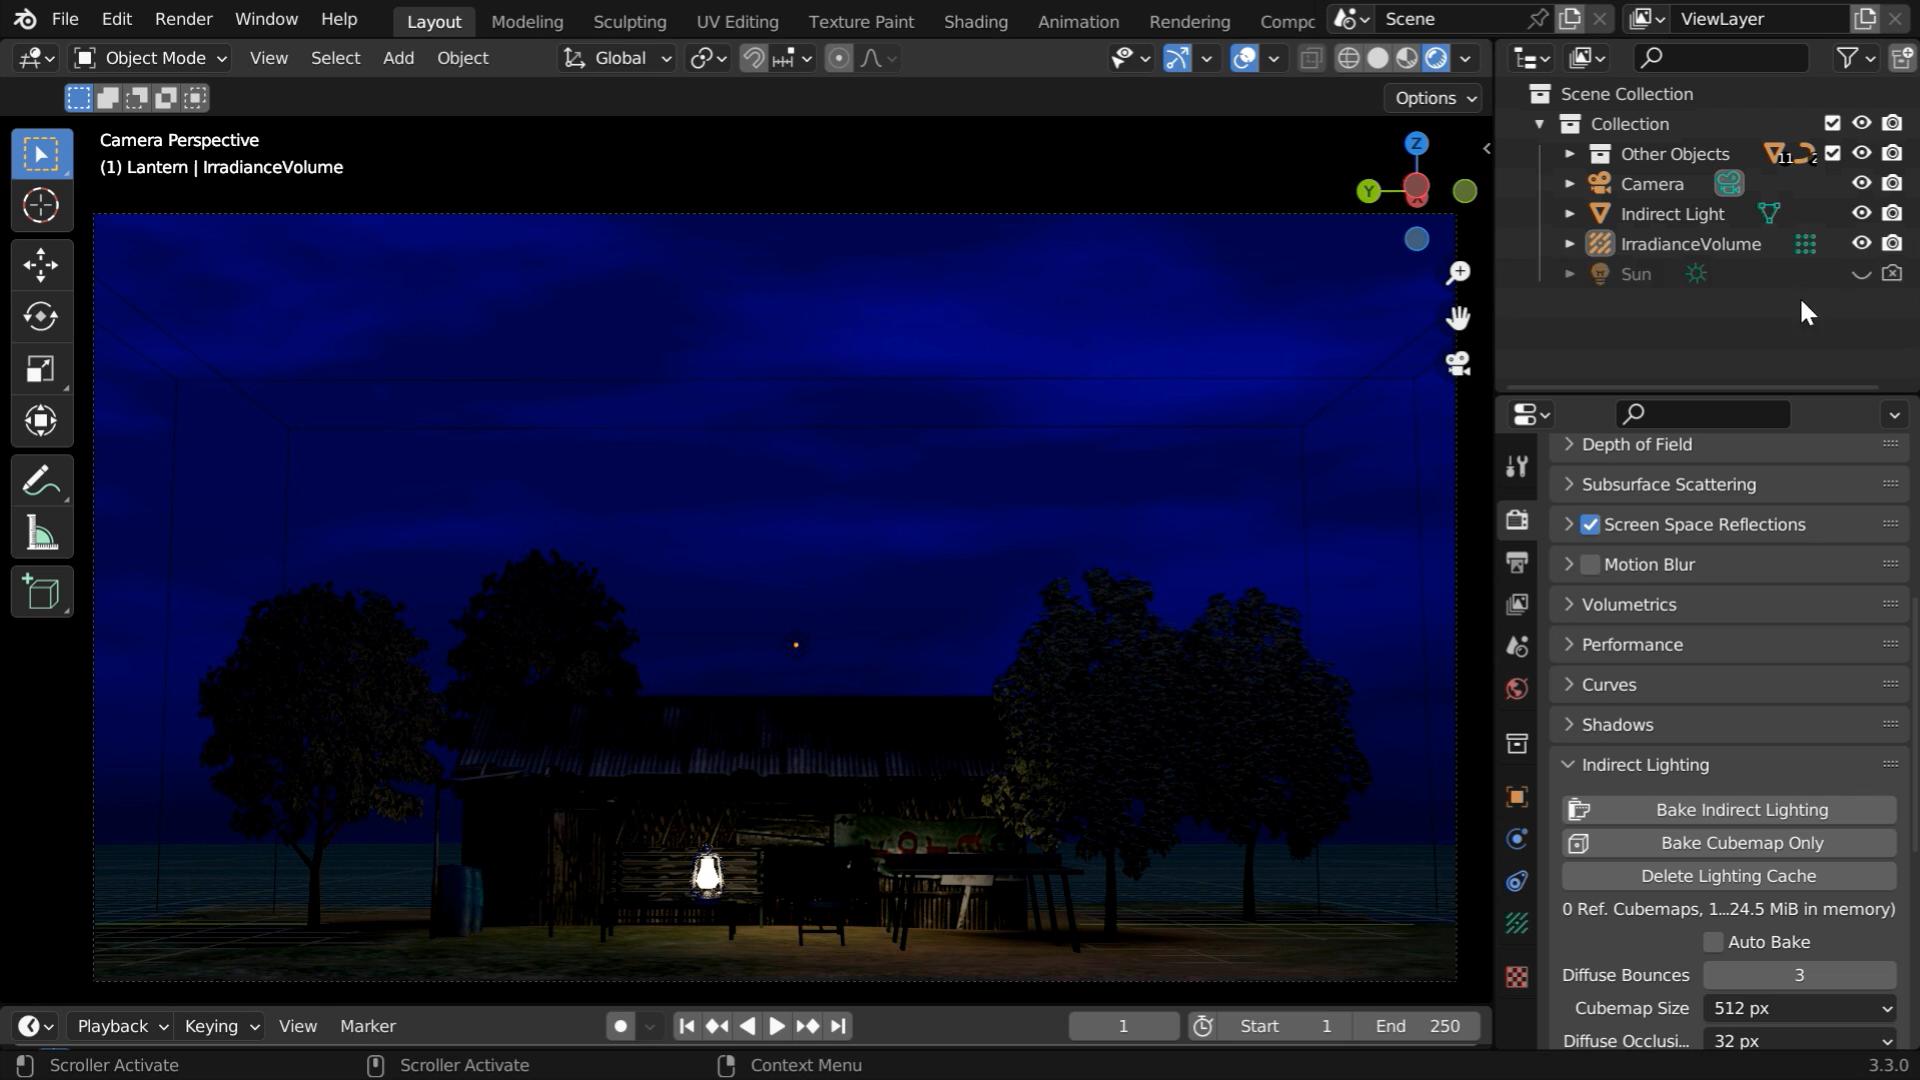 File Edit Render Window Help
Layout Modeling Sculpting UV Editing Texture Paint Shading Animation Rendering Compc
Scene
ViewLayer
Object Mode View Select Add Object
Global
Options
Camera Perspective
(1) Lantern | IrradianceVolume
Z
Y
X
Scene Collection
Collection
Other Objects 11 2
Camera
Indirect Light
IrradianceVolume
Sun
Depth of Field
Subsurface Scattering
Screen Space Reflections
Motion Blur
Volumetrics
Performance
Curves
Shadows
Indirect Lighting
Bake Indirect Lighting
Bake Cubemap Only
Delete Lighting Cache
0 Ref. Cubemaps, 1...24.5 MiB in memory)
Auto Bake
Diffuse Bounces 3
Cubemap Size 512 px
Diffuse Occlusi... 32 px
Playback Keying View Marker
1
Start 1 End 250
Scroller Activate
Scroller Activate
Context Menu
3.3.0